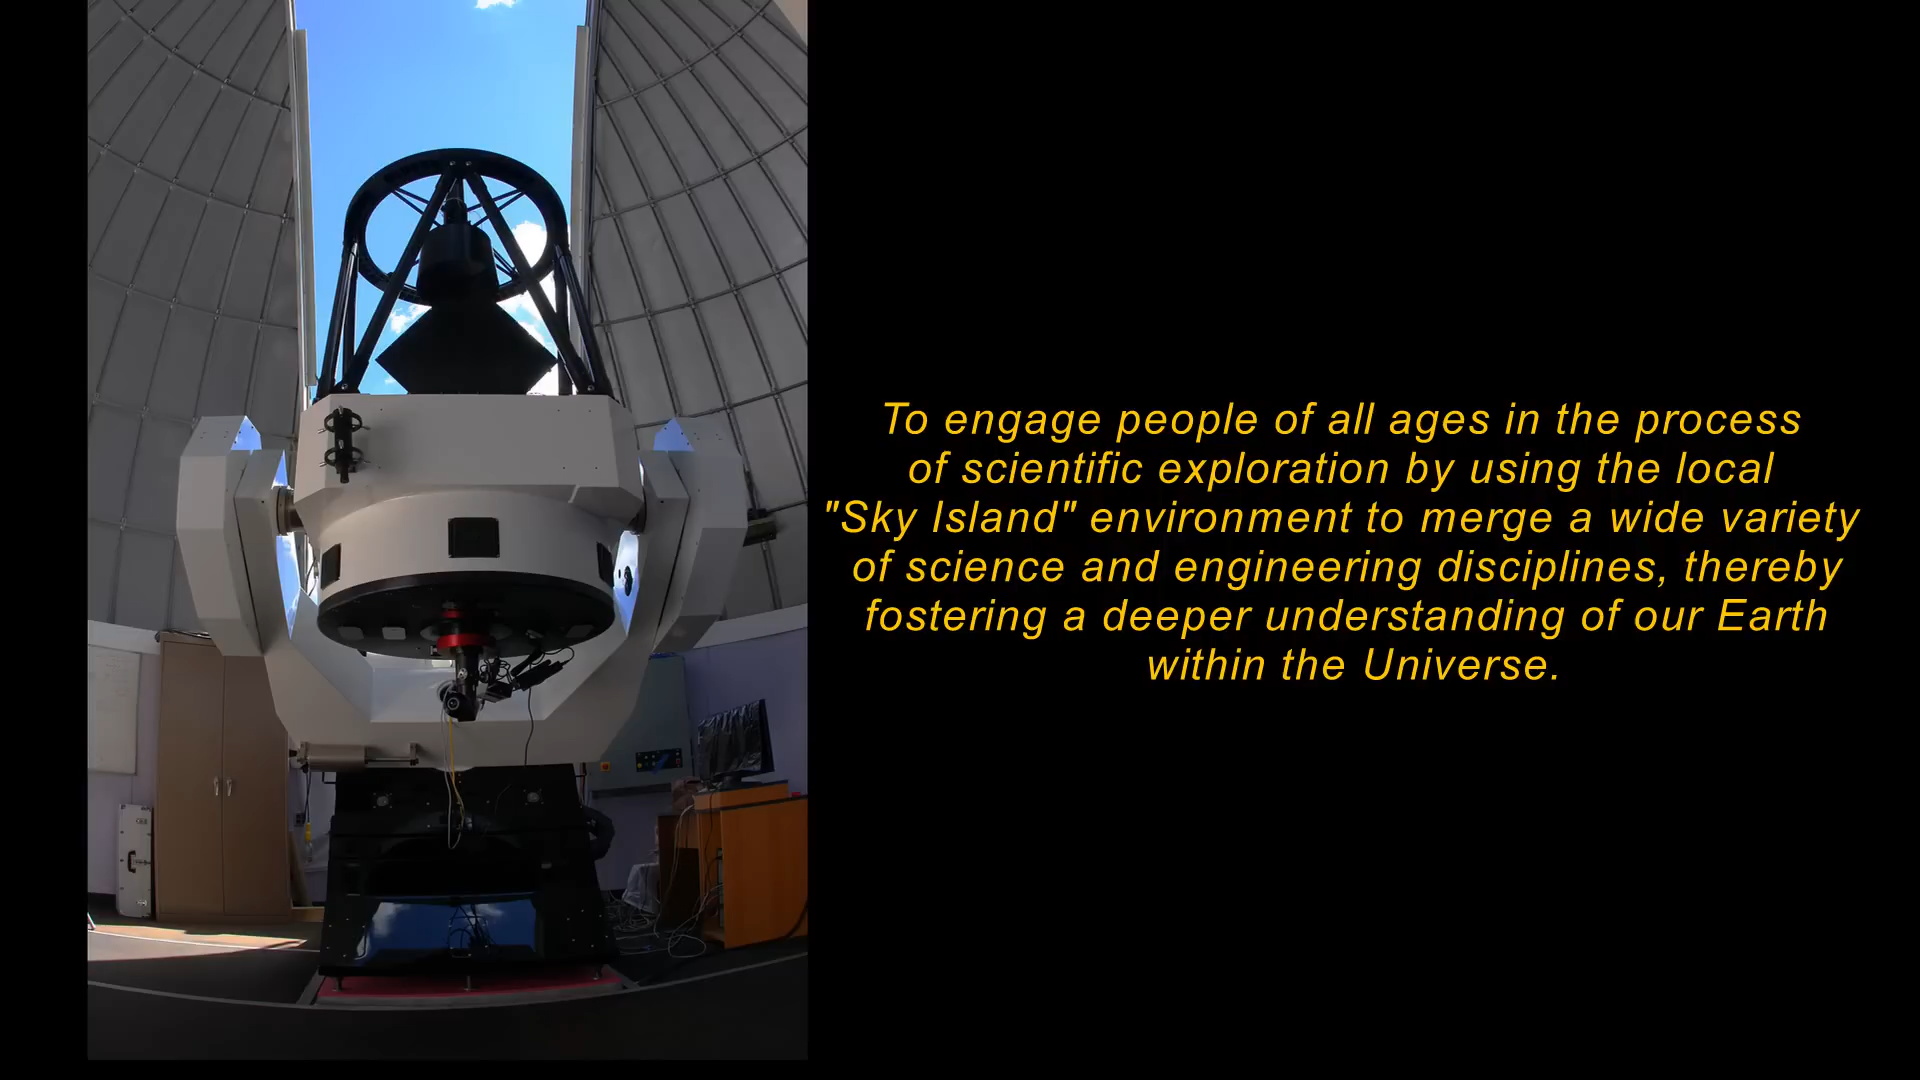 To engage people of all ages in the process
of scientific exploration by using the local
"Sky Island" environment to merge a wide variety
of science and engineering disciplines, thereby
fostering a deeper understanding of our Earth
within the Universe.